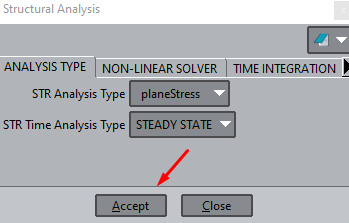 Structural Analysis
ANALYSIS TYPE NON-LINEAR SOLVER TIME INTEGRATION
STR Analysis Type planeStress
STR Time Analysis Type STEADY STATE
Accept Close